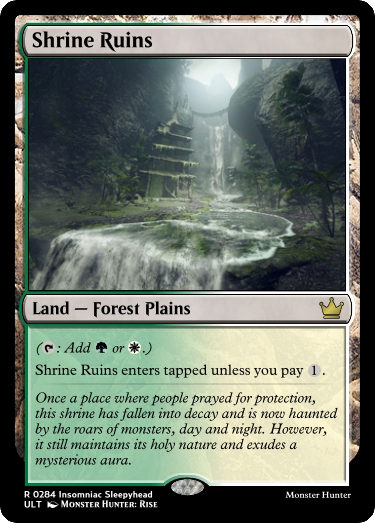 Shrine Ruins
Land — Forest Plains
(: Add or .)
Shrine Ruins enters tapped unless you pay 1.
Once a place where people prayed for protection,
this shrine has fallen into decay and is now haunted
by the roars of monsters, day and night. However,
it still maintains its holy nature and exudes a
mysterious aura.
R 0284 Insomniac Sleepyhead
ULT Monster Hunter: Rise
Monster Hunter